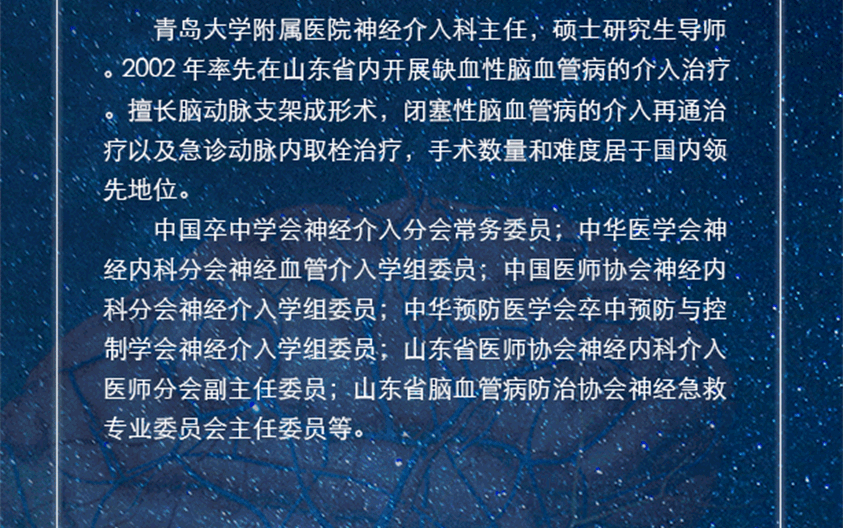 青岛大学附属医院神经介入科主任，硕士研究生导师
。2002 年率先在山东省内开展缺血性脑血管病的介入治疗
。擅长脑动脉支架成形术，闭塞性脑血管病的介入再通治
疗以及急诊动脉内取栓治疗，手术数量和难度居于国内领
先地位。
中国卒中学会神经介入分会常务委员；中华医学会神
经内科分会神经血管介入学组委员；中国医师协会神经内
科分会神经介入学组委员；中华预防医学会卒中预防与控
制学会神经介入学组委员；山东省医师协会神经内科介入
医师分会副主任委员；山东省脑血管病防治协会神经急救
专业委员会主任委员等。